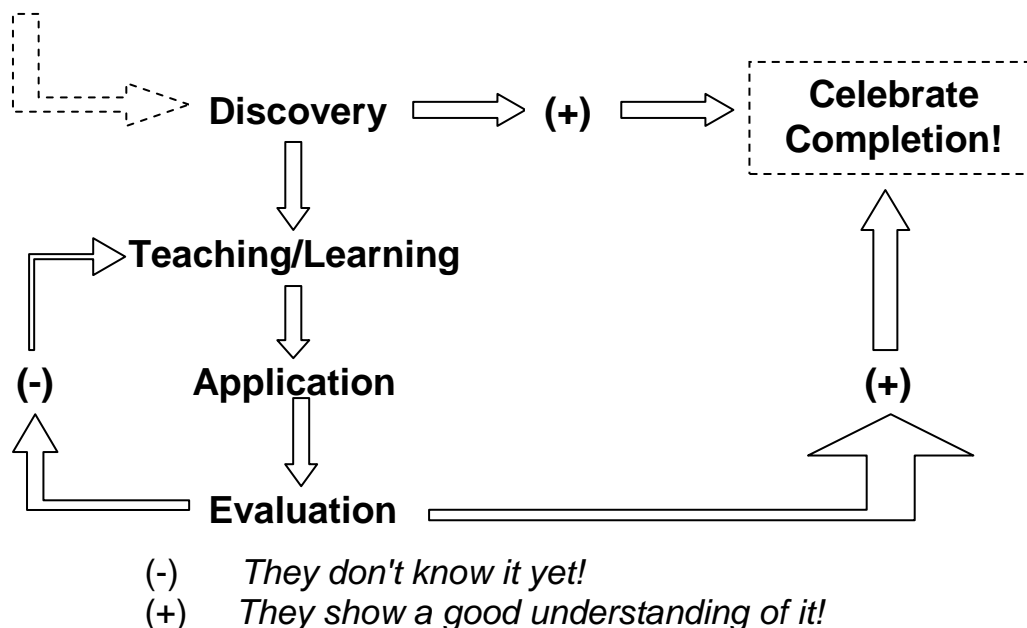 Discovery
(+)
Celebrate
Completion!
Teaching/Learning
(-)
Application
(+)
Evaluation
(-) They don't know it yet!
(+) They show a good understanding of it!